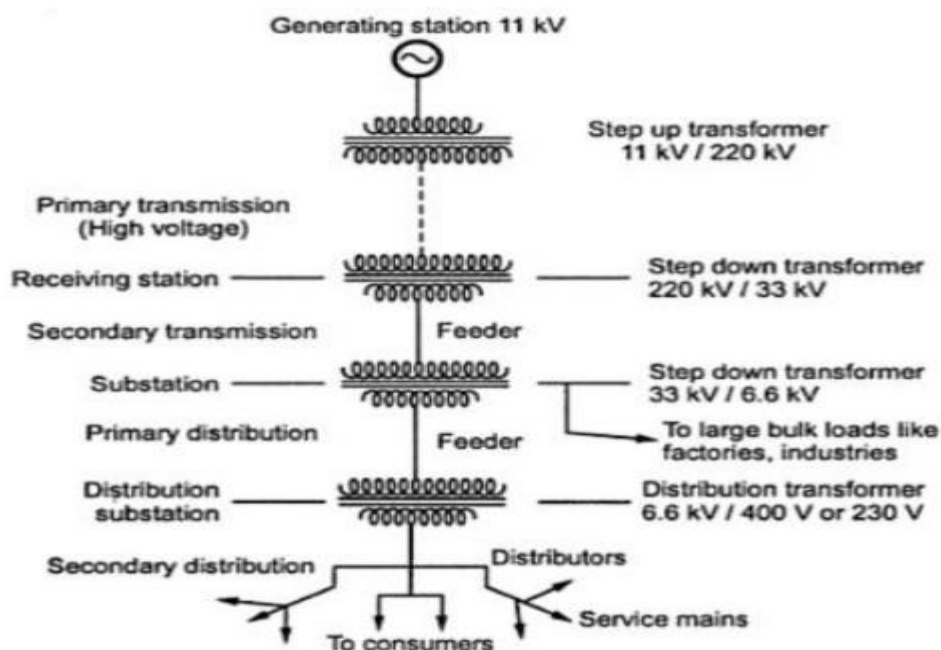 Generating station 11 kV
Step up transformer
11 kV / 220 kV
Primary transmission
(High voltage)
Receiving station
Step down transformer
220 kV / 33 kV
Secondary transmission
Feeder
Substation
Step down transformer
33 kV / 6.6 kV
Primary distribution
Feeder
To large bulk loads like
factories, industries
Distribution
substation
Distribution transformer
6.6 kV / 400 V or 230 V
Secondary distribution
Distributors
Service mains
To consumers